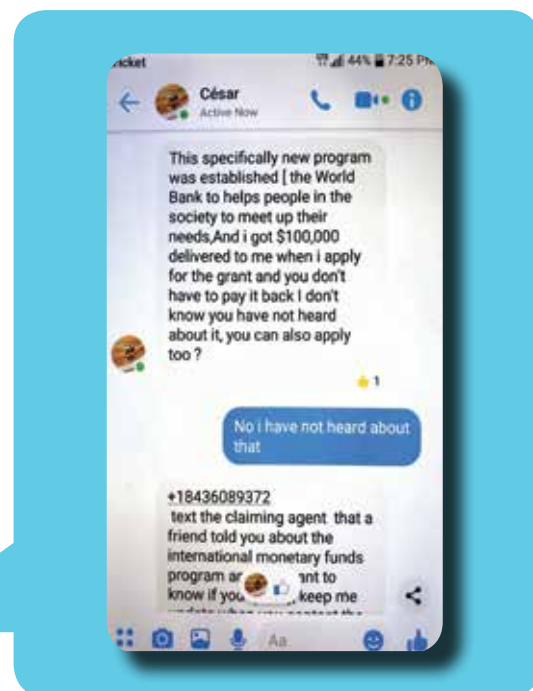 44% 7:25 PM
César
Active Now
This specifically new program
was established [ the World
Bank to helps people in the
society to meet up their
needs,And i got $100,000
delivered to me when i apply
for the grant and you don't
have to pay it back I don't
know you have not heard
about it, you can also apply
too ?
1
No i have not heard about
that
+18436089372
text the claiming agent that a
friend told you about the
international monetary funds
program
know if you keep me
Aa